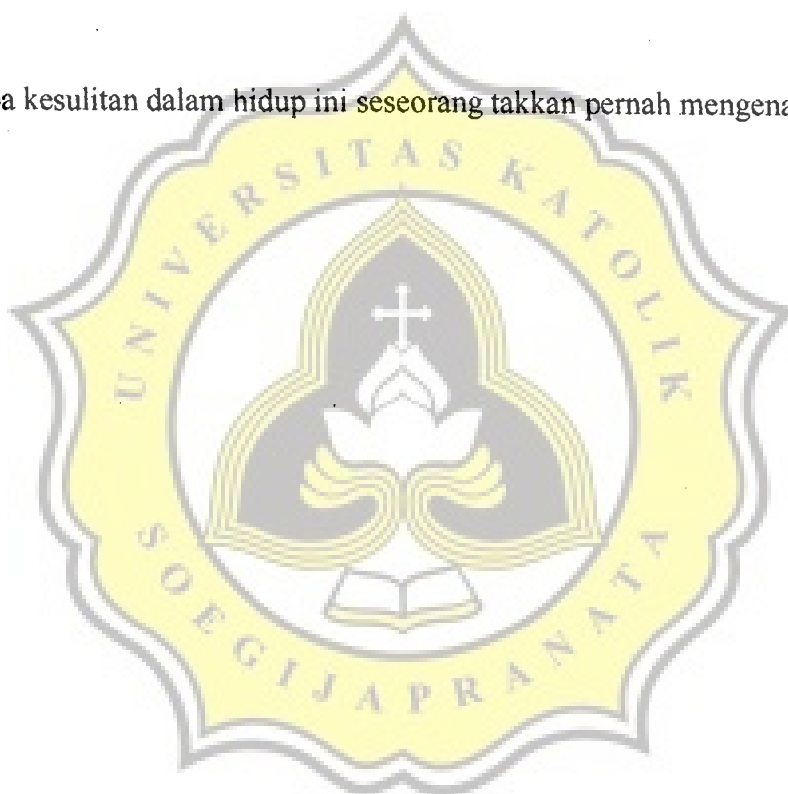 a kesulitan dalam hidup ini seseorang takkan pernah mengena
UNIVERSITAS KATOLIK
SOEGIJAPRANATA